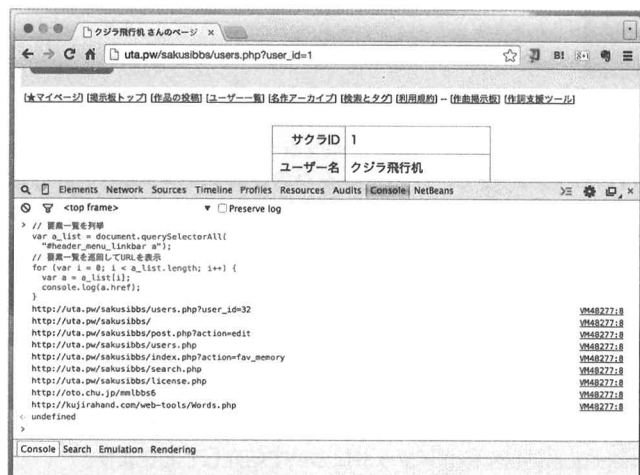 クジラ飛行机 さんのページ ×
uta.pw/sakusibbs/users.php?user_id=1
B!
[★マイページ] [掲示板トップ] [作品の投稿] [ユーザー一覧] [名作アーカイブ] [検索とタグ] [利用規約] -- [作曲掲示板] [作詞支援ツール]
サクラID 1
ユーザー名 クジラ飛行机
Elements Network Sources Timeline Profiles Resources Audits Console NetBeans
<top frame> ▼ Preserve log
> // 要素一覧を列挙
var a_list = document.querySelectorAll(
"#header_menu_linkbar a");
// 要素一覧を巡回してURLを表示
for (var i = 0; i < a_list.length; i++) {
var a = a_list[i];
console.log(a.href);
}
http://uta.pw/sakusibbs/users.php?user_id=32 VM48277:8
http://uta.pw/sakusibbs/ VM48277:8
http://uta.pw/sakusibbs/post.php?action=edit VM48277:8
http://uta.pw/sakusibbs/users.php VM48277:8
http://uta.pw/sakusibbs/index.php?action=fav_memory VM48277:8
http://uta.pw/sakusibbs/search.php VM48277:8
http://uta.pw/sakusibbs/license.php VM48277:8
http://oto.chu.jp/mmlbbs6 VM48277:8
http://kujirahand.com/web-tools/Words.php VM48277:8
< undefined
>
Console Search Emulation Rendering